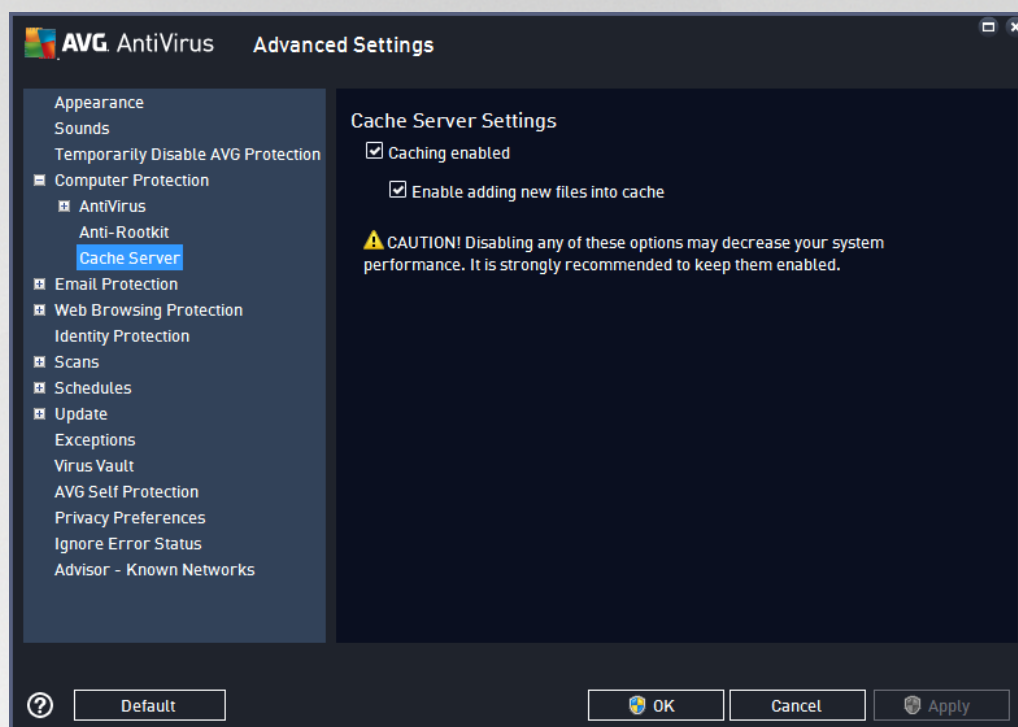 AVG. AntiVirus Advanced Settings
Appearance
Sounds
Temporarily Disable AVG Protection
Computer Protection
AntiVirus
Anti-Rootkit
Cache Server
Email Protection
Web Browsing Protection
Identity Protection
Scans
Schedules
Update
Exceptions
Virus Vault
AVG Self Protection
Privacy Preferences
Ignore Error Status
Advisor - Known Networks
Cache Server Settings
Caching enabled
Enable adding new files into cache
CAUTION! Disabling any of these options may decrease your system
performance. It is strongly recommended to keep them enabled.
? Default OK Cancel Apply